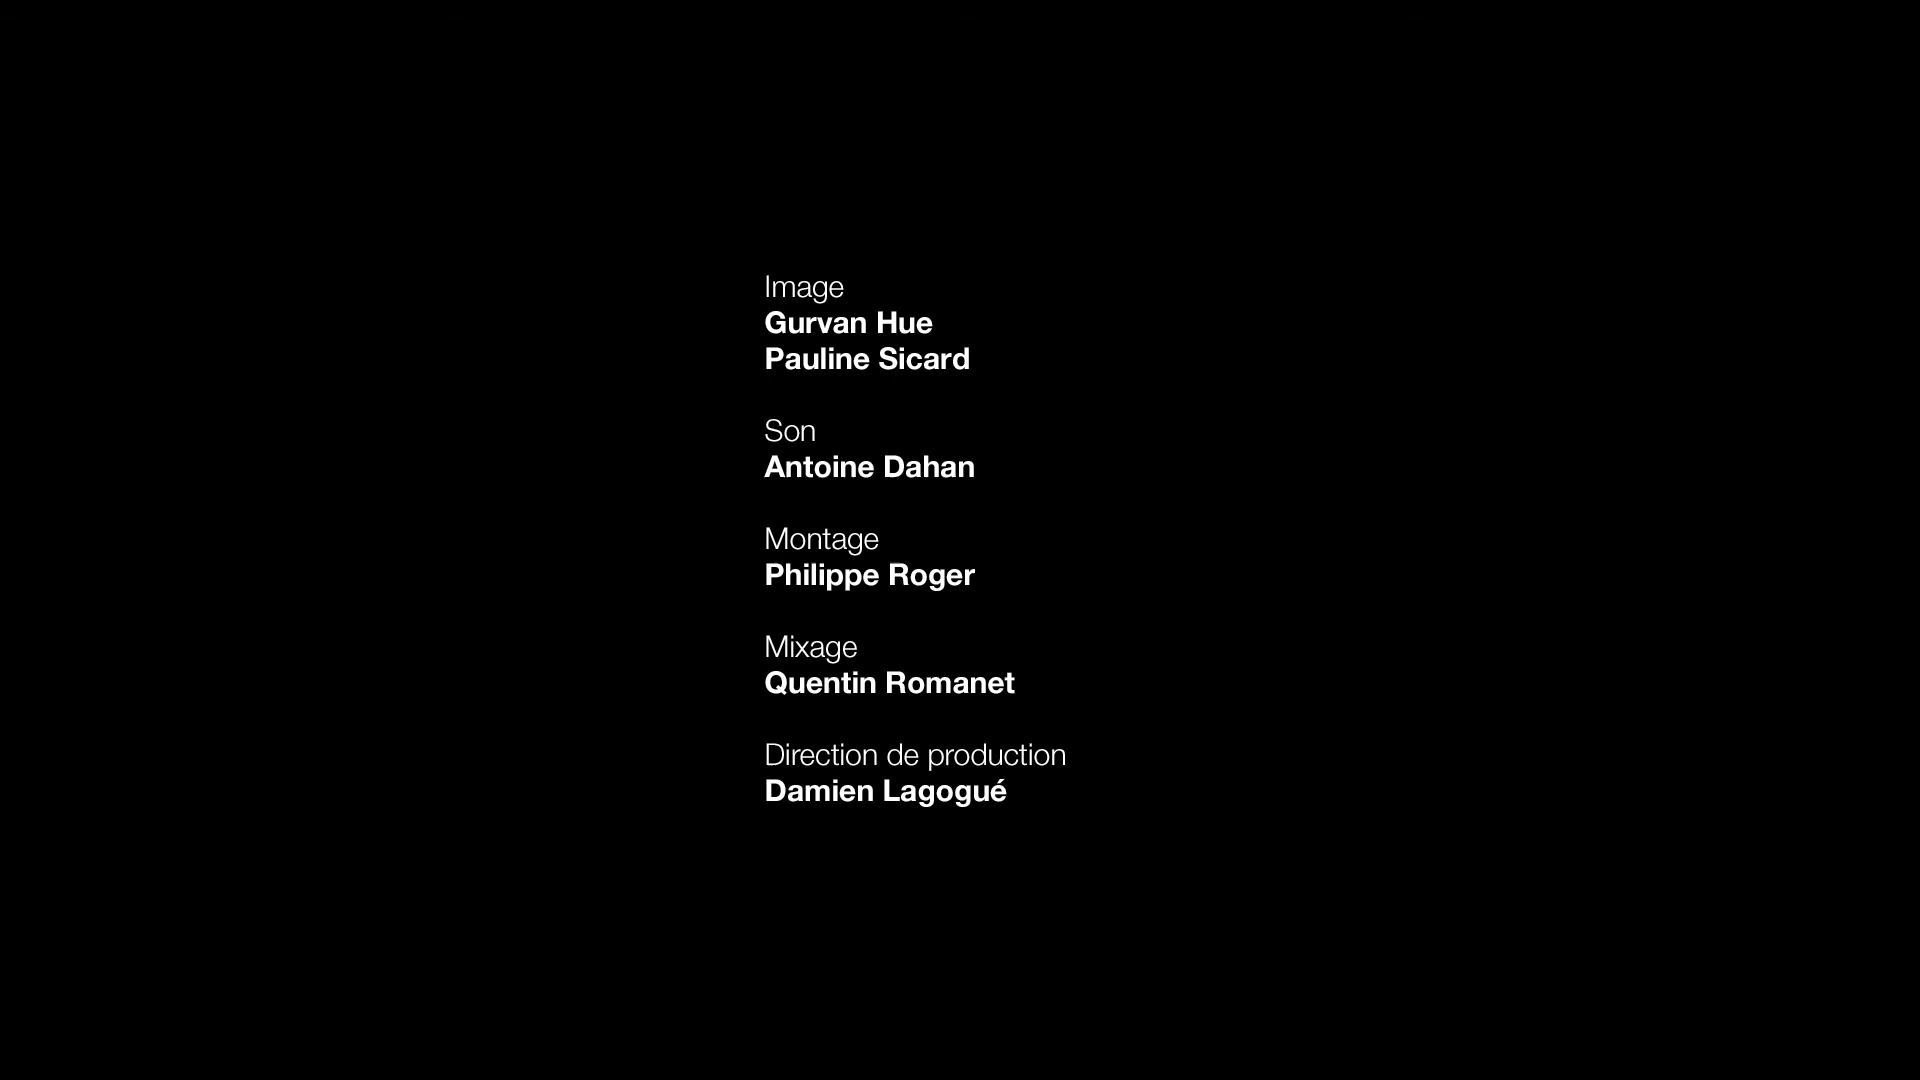 Image
Gurvan Hue
Pauline Sicard
Son
Antoine Dahan
Montage
Philippe Roger
Mixage
Quentin Romanet
Direction de production
Damien Lagogué